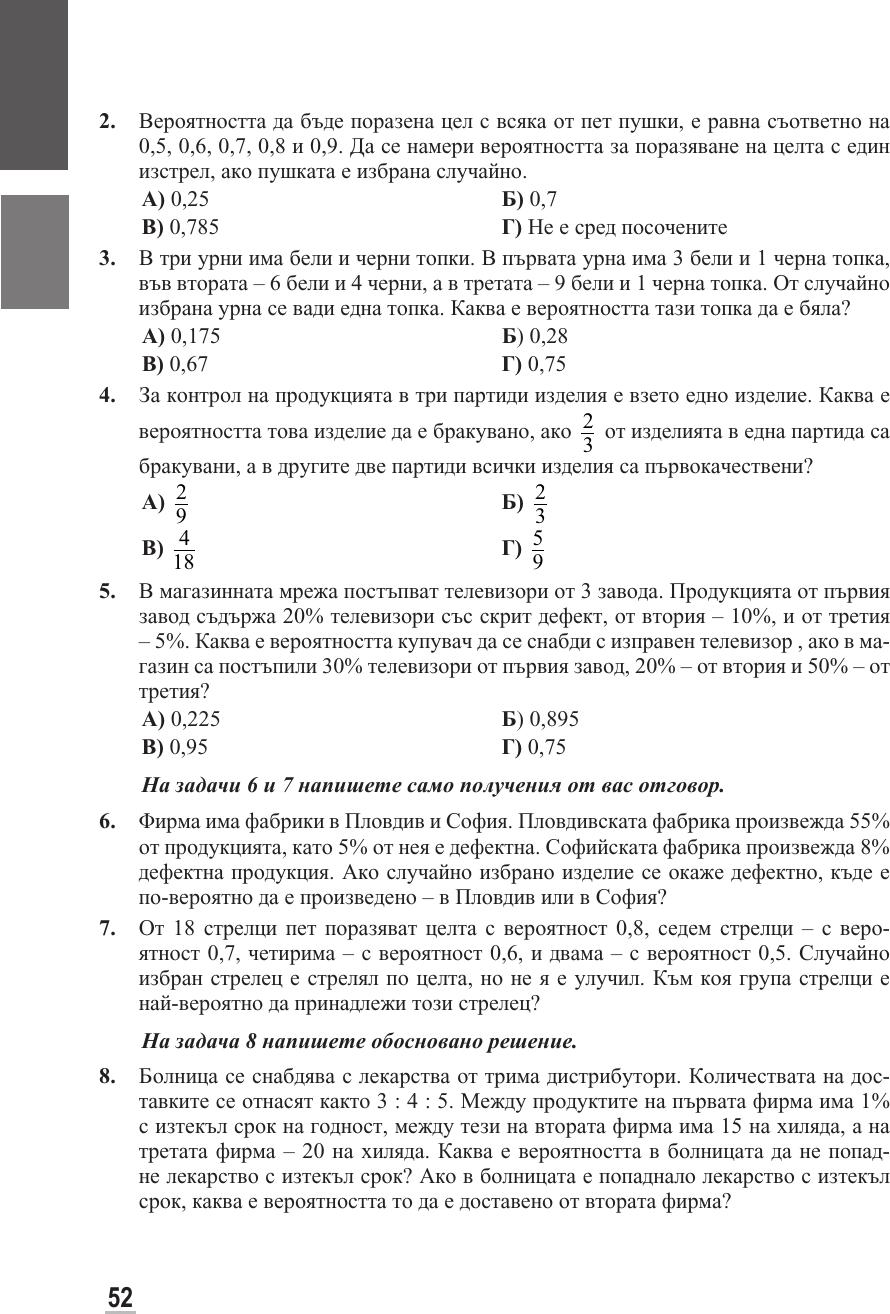 2. Вероятността да бъде поразена цел с всяка от пет пушки, е равна съответно на
0,5, 0,6, 0,7, 0,8 и 0,9. Да се намери вероятността за поразяване на целта с един
изстрел, ако пушката е избрана случайно.
А) 0,25 Б) 0,7
В) 0,785 Г) Не е сред посочените
3. В три урни има бели и черни топки. В първата урна има 3 бели и 1 черна топка,
във втората – 6 бели и 4 черни, а в третата – 9 бели и 1 черна топка. От случайно
избрана урна се вади една топка. Каква е вероятността тази топка да е бяла?
А) 0,175 Б) 0,28
В) 0,67 Г) 0,75
4. За контрол на продукцията в три партиди изделия е взето едно изделие. Каква е
вероятността това изделие да е бракувано, ако 2/3 от изделията в една партида са
бракувани, а в другите две партиди всички изделия са първокачествени?
А) 2/9 Б) 2/3
В) 4/18 Г) 5/9
5. В магазинната мрежа постъпват телевизори от 3 завода. Продукцията от първия
завод съдържа 20% телевизори със скрит дефект, от втория – 10%, и от третия
– 5%. Каква е вероятността купувач да се снабди с изправен телевизор , ако в ма-
газин са постъпили 30% телевизори от първия завод, 20% – от втория и 50% – от
третия?
А) 0,225 Б) 0,895
В) 0,95 Г) 0,75
На задачи 6 и 7 напишете само получения от вас отговор.
6. Фирма има фабрики в Пловдив и София. Пловдивската фабрика произвежда 55%
от продукцията, като 5% от нея е дефектна. Софийската фабрика произвежда 8%
дефектна продукция. Ако случайно избрано изделие се окаже дефектно, къде е
по-вероятно да е произведено – в Пловдив или в София?
7. От 18 стрелци пет поразяват целта с вероятност 0,8, седем стрелци – с веро-
ятност 0,7, четирима – с вероятност 0,6, и двама – с вероятност 0,5. Случайно
избран стрелец е стрелял по целта, но не я е улучил. Към коя група стрелци е
най-вероятно да принадлежи този стрелец?
На задача 8 напишете обосновано решение.
8. Болница се снабдява с лекарства от трима дистрибутори. Количествата на дос-
тавките се отнасят както 3 : 4 : 5. Между продуктите на първата фирма има 1%
с изтекъл срок на годност, между тези на втората фирма има 15 на хиляда, а на
третата фирма – 20 на хиляда. Каква е вероятността в болницата да не попад-
не лекарство с изтекъл срок? Ако в болницата е попаднало лекарство с изтекъл
срок, каква е вероятността то да е доставено от втората фирма?
52